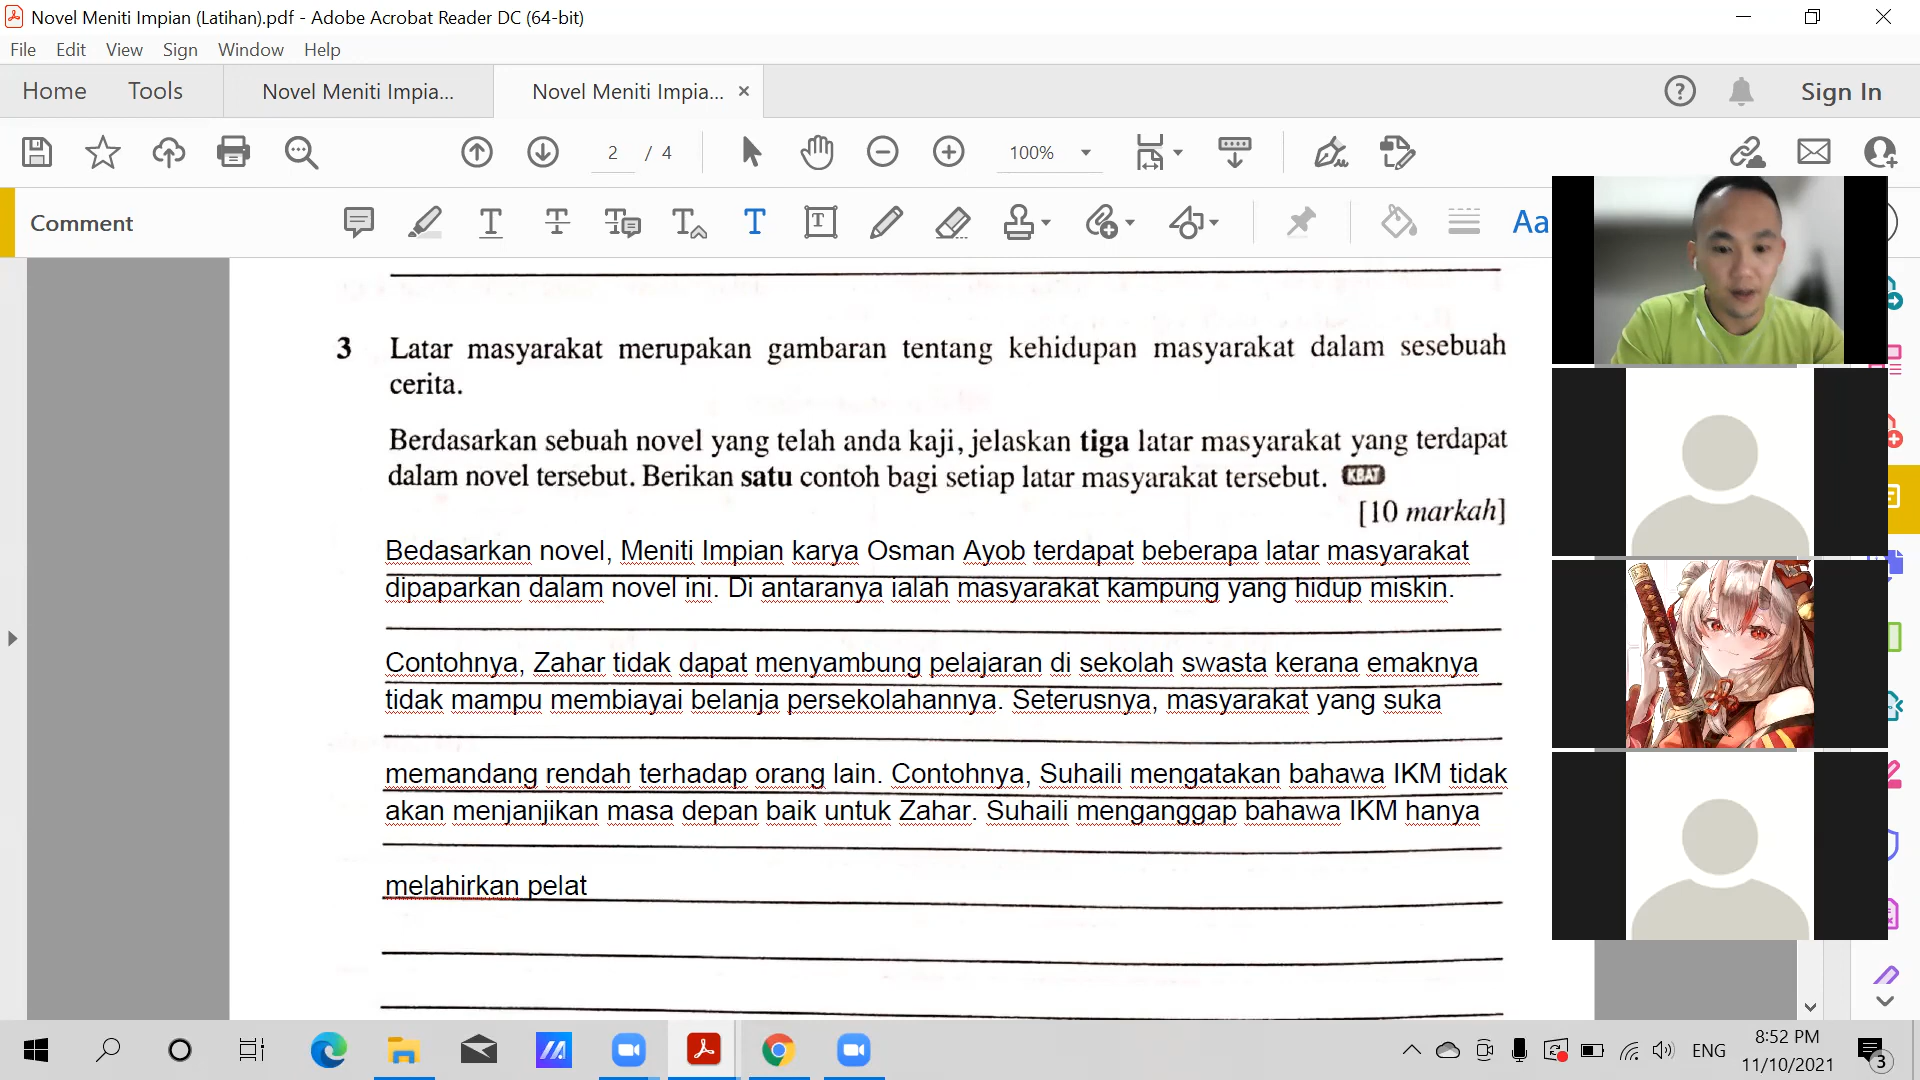 Novel Meniti Impian (Latihan).pdf - Adobe Acrobat Reader DC (64-bit)
File Edit View Sign Window Help
Home Tools Novel Meniti Impia... Novel Meniti Impia... × Sign In
2 / 4 100%
Comment
Aa
3 Latar masyarakat merupakan gambaran tentang kehidupan masyarakat dalam sesebuah
cerita.
Berdasarkan sebuah novel yang telah anda kaji, jelaskan tiga latar masyarakat yang terdapat
dalam novel tersebut. Berikan satu contoh bagi setiap latar masyarakat tersebut. KBAT
[10 markah]
Bedasarkan novel, Meniti Impian karya Osman Ayob terdapat beberapa latar masyarakat
dipaparkan dalam novel ini. Di antaranya ialah masyarakat kampung yang hidup miskin.
Contohnya, Zahar tidak dapat menyambung pelajaran di sekolah swasta kerana emaknya
tidak mampu membiayai belanja persekolahannya. Seterusnya, masyarakat yang suka
memandang rendah terhadap orang lain. Contohnya, Suhaili mengatakan bahawa IKM tidak
akan menjanjikan masa depan baik untuk Zahar. Suhaili menganggap bahawa IKM hanya
melahirkan pelat
ENG
8:52 PM
11/10/2021
3